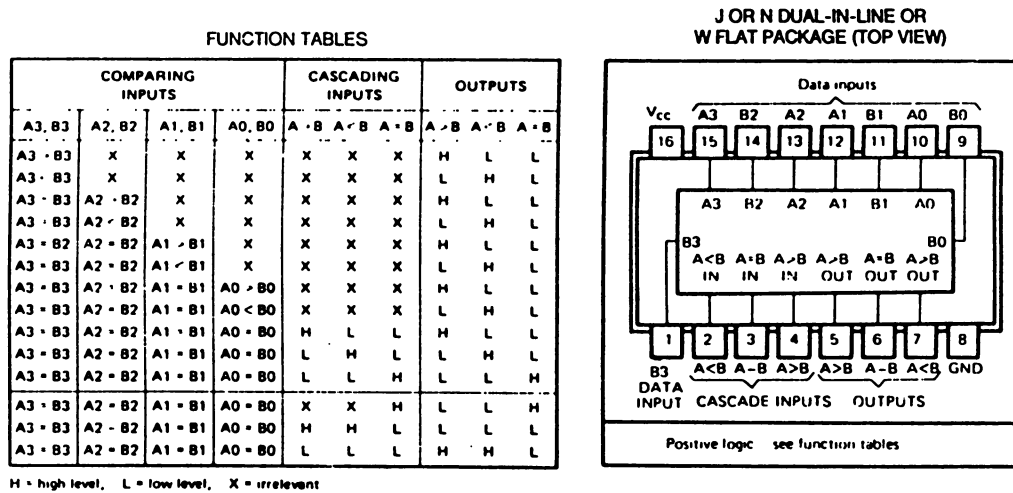 FUNCTION TABLES
COMPARING INPUTS CASCADING INPUTS OUTPUTS
A3, B3 A2, B2 A1, B1 A0, B0 A · B A < B A = B A > B A < B A = B
A3 · B3 X X X X X X H L L
A3 · B3 X X X X X X L H L
A3 = B3 A2 · B2 X X X X X H L L
A3 = B3 A2 < B2 X X X X X L H L
A3 = B2 A2 = B2 A1 > B1 X X X X H L L
A3 = B3 A2 = B2 A1 < B1 X X X X L H L
A3 = B3 A2 = B2 A1 = B1 A0 > B0 X X X H L L
A3 = B3 A2 = B2 A1 = B1 A0 < B0 X X X L H L
A3 = B3 A2 = B2 A1 = B1 A0 = B0 H L L H L L
A3 = B3 A2 = B2 A1 = B1 A0 = B0 L H L L H L
A3 = B3 A2 = B2 A1 = B1 A0 = B0 L L H L L H
A3 = B3 A2 = B2 A1 = B1 A0 = B0 X X H L L H
A3 = B3 A2 = B2 A1 = B1 A0 = B0 H H L L L L
A3 = B3 A2 = B2 A1 = B1 A0 = B0 L L L H H L
H = high level, L = low level, X = irrelevant
J OR N DUAL-IN-LINE OR
W FLAT PACKAGE (TOP VIEW)
Data inputs
VCC A3 B2 A2 A1 B1 A0 B0
16 15 14 13 12 11 10 9
A3 B2 A2 A1 B1 A0
B3 B0
A<B A=B A>B A>B A=B A>B
IN IN IN OUT OUT OUT
1 2 3 4 5 6 7 8
B3 A<B A–B A>B A>B A–B A<B GND
DATA
INPUT CASCADE INPUTS OUTPUTS
Positive logic see function tables